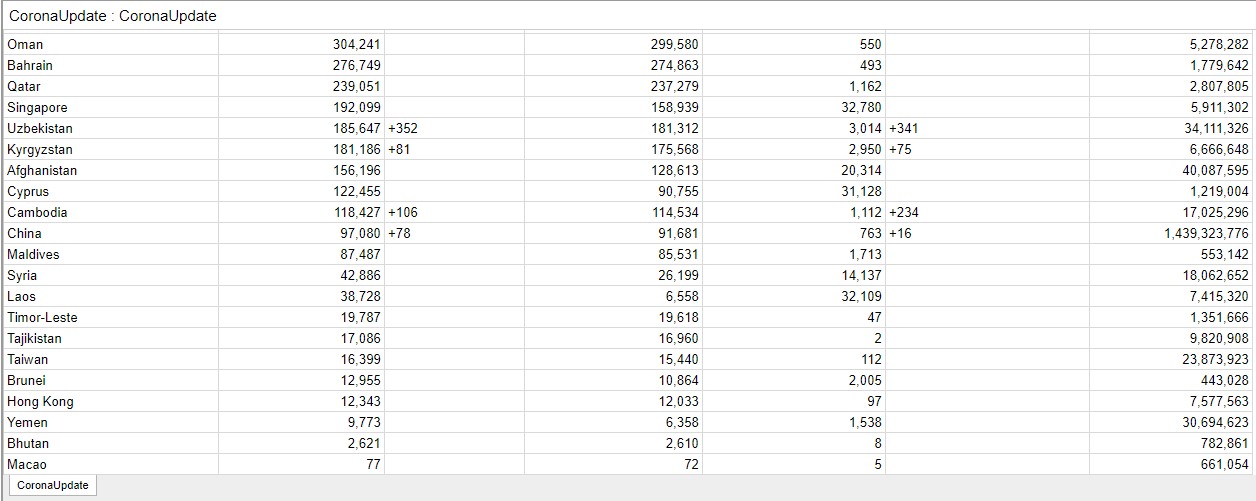 CoronaUpdate : CoronaUpdate
Oman 304,241 299,580 550 5,278,282
Bahrain 276,749 274,863 493 1,779,642
Qatar 239,051 237,279 1,162 2,807,805
Singapore 192,099 158,939 32,780 5,911,302
Uzbekistan 185,647 +352 181,312 3,014 +341 34,111,326
Kyrgyzstan 181,186 +81 175,568 2,950 +75 6,666,648
Afghanistan 156,196 128,613 20,314 40,087,595
Cyprus 122,455 90,755 31,128 1,219,004
Cambodia 118,427 +106 114,534 1,112 +234 17,025,296
China 97,080 +78 91,681 763 +16 1,439,323,776
Maldives 87,487 85,531 1,713 553,142
Syria 42,886 26,199 14,137 18,062,652
Laos 38,728 6,558 32,109 7,415,320
Timor-Leste 19,787 19,618 47 1,351,666
Tajikistan 17,086 16,960 2 9,820,908
Taiwan 16,399 15,440 112 23,873,923
Brunei 12,955 10,864 2,005 443,028
Hong Kong 12,343 12,033 97 7,577,563
Yemen 9,773 6,358 1,538 30,694,623
Bhutan 2,621 2,610 8 782,861
Macao 77 72 5 661,054
CoronaUpdate